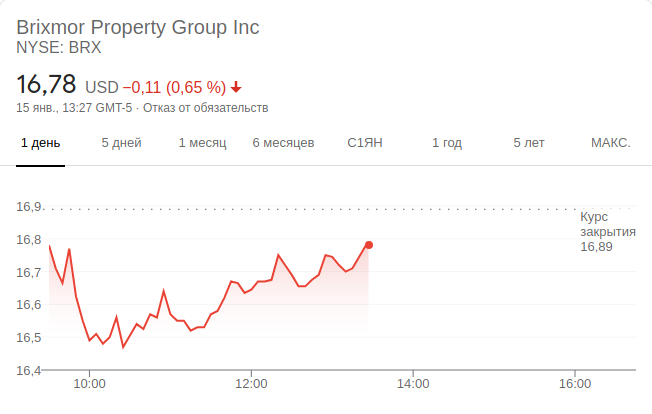 Brixmor Property Group Inc
NYSE: BRX
16,78 USD −0,11 (0,65 %)
15 янв., 13:27 GMT-5 · Отказ от обязательств
1 день 5 дней 1 месяц 6 месяцев С1ЯН 1 год 5 лет МАКС.
16,9
Курс
закрытия
16,89
16,8
16,7
16,6
16,5
16,4
10:00 12:00 14:00 16:00